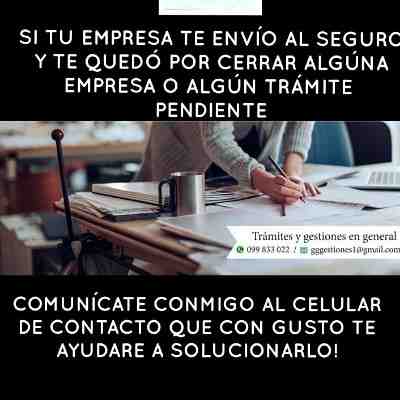 SI TU EMPRESA TE ENVÍO AL SEGURO
Y TE QUEDÓ POR CERRAR ALGÚNA
EMPRESA O ALGÚN TRÁMITE
PENDIENTE
Trámites y gestiones en general
099 833 022 / gggestiones1@gmail.com
COMUNÍCATE CONMIGO AL CELULAR
DE CONTACTO QUE CON GUSTO TE
AYUDARE A SOLUCIONARLO!